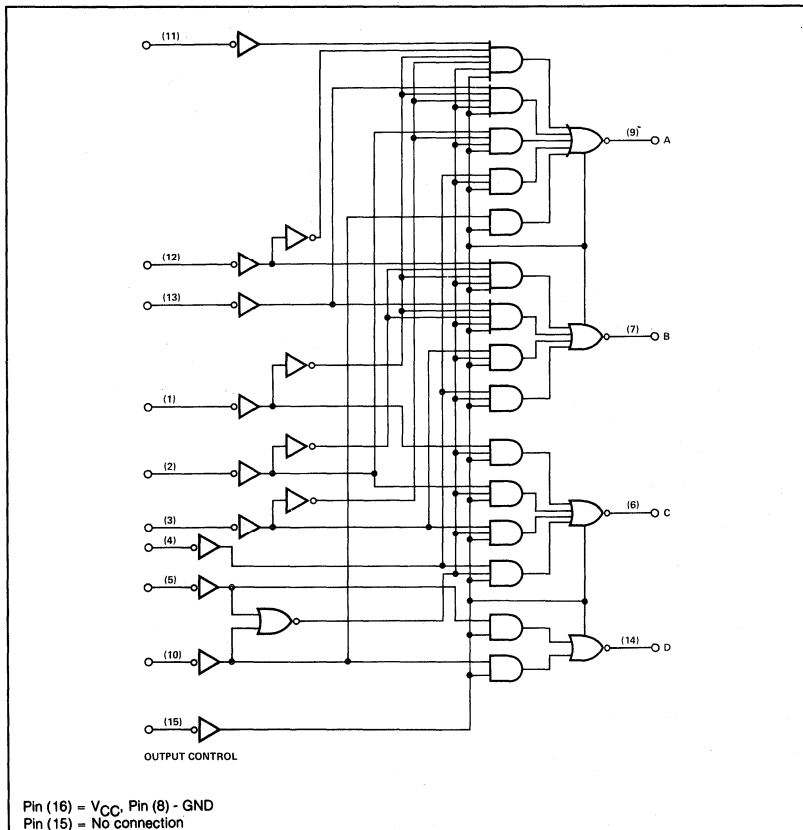 (11)
(9)
A
(12)
(13)
(7)
B
(1)
(2)
(3)
(6)
C
(4)
(5)
(10)
(14)
D
(15)
OUTPUT CONTROL
Pin (16) = VCC, Pin (8) - GND
Pin (15) = No connection